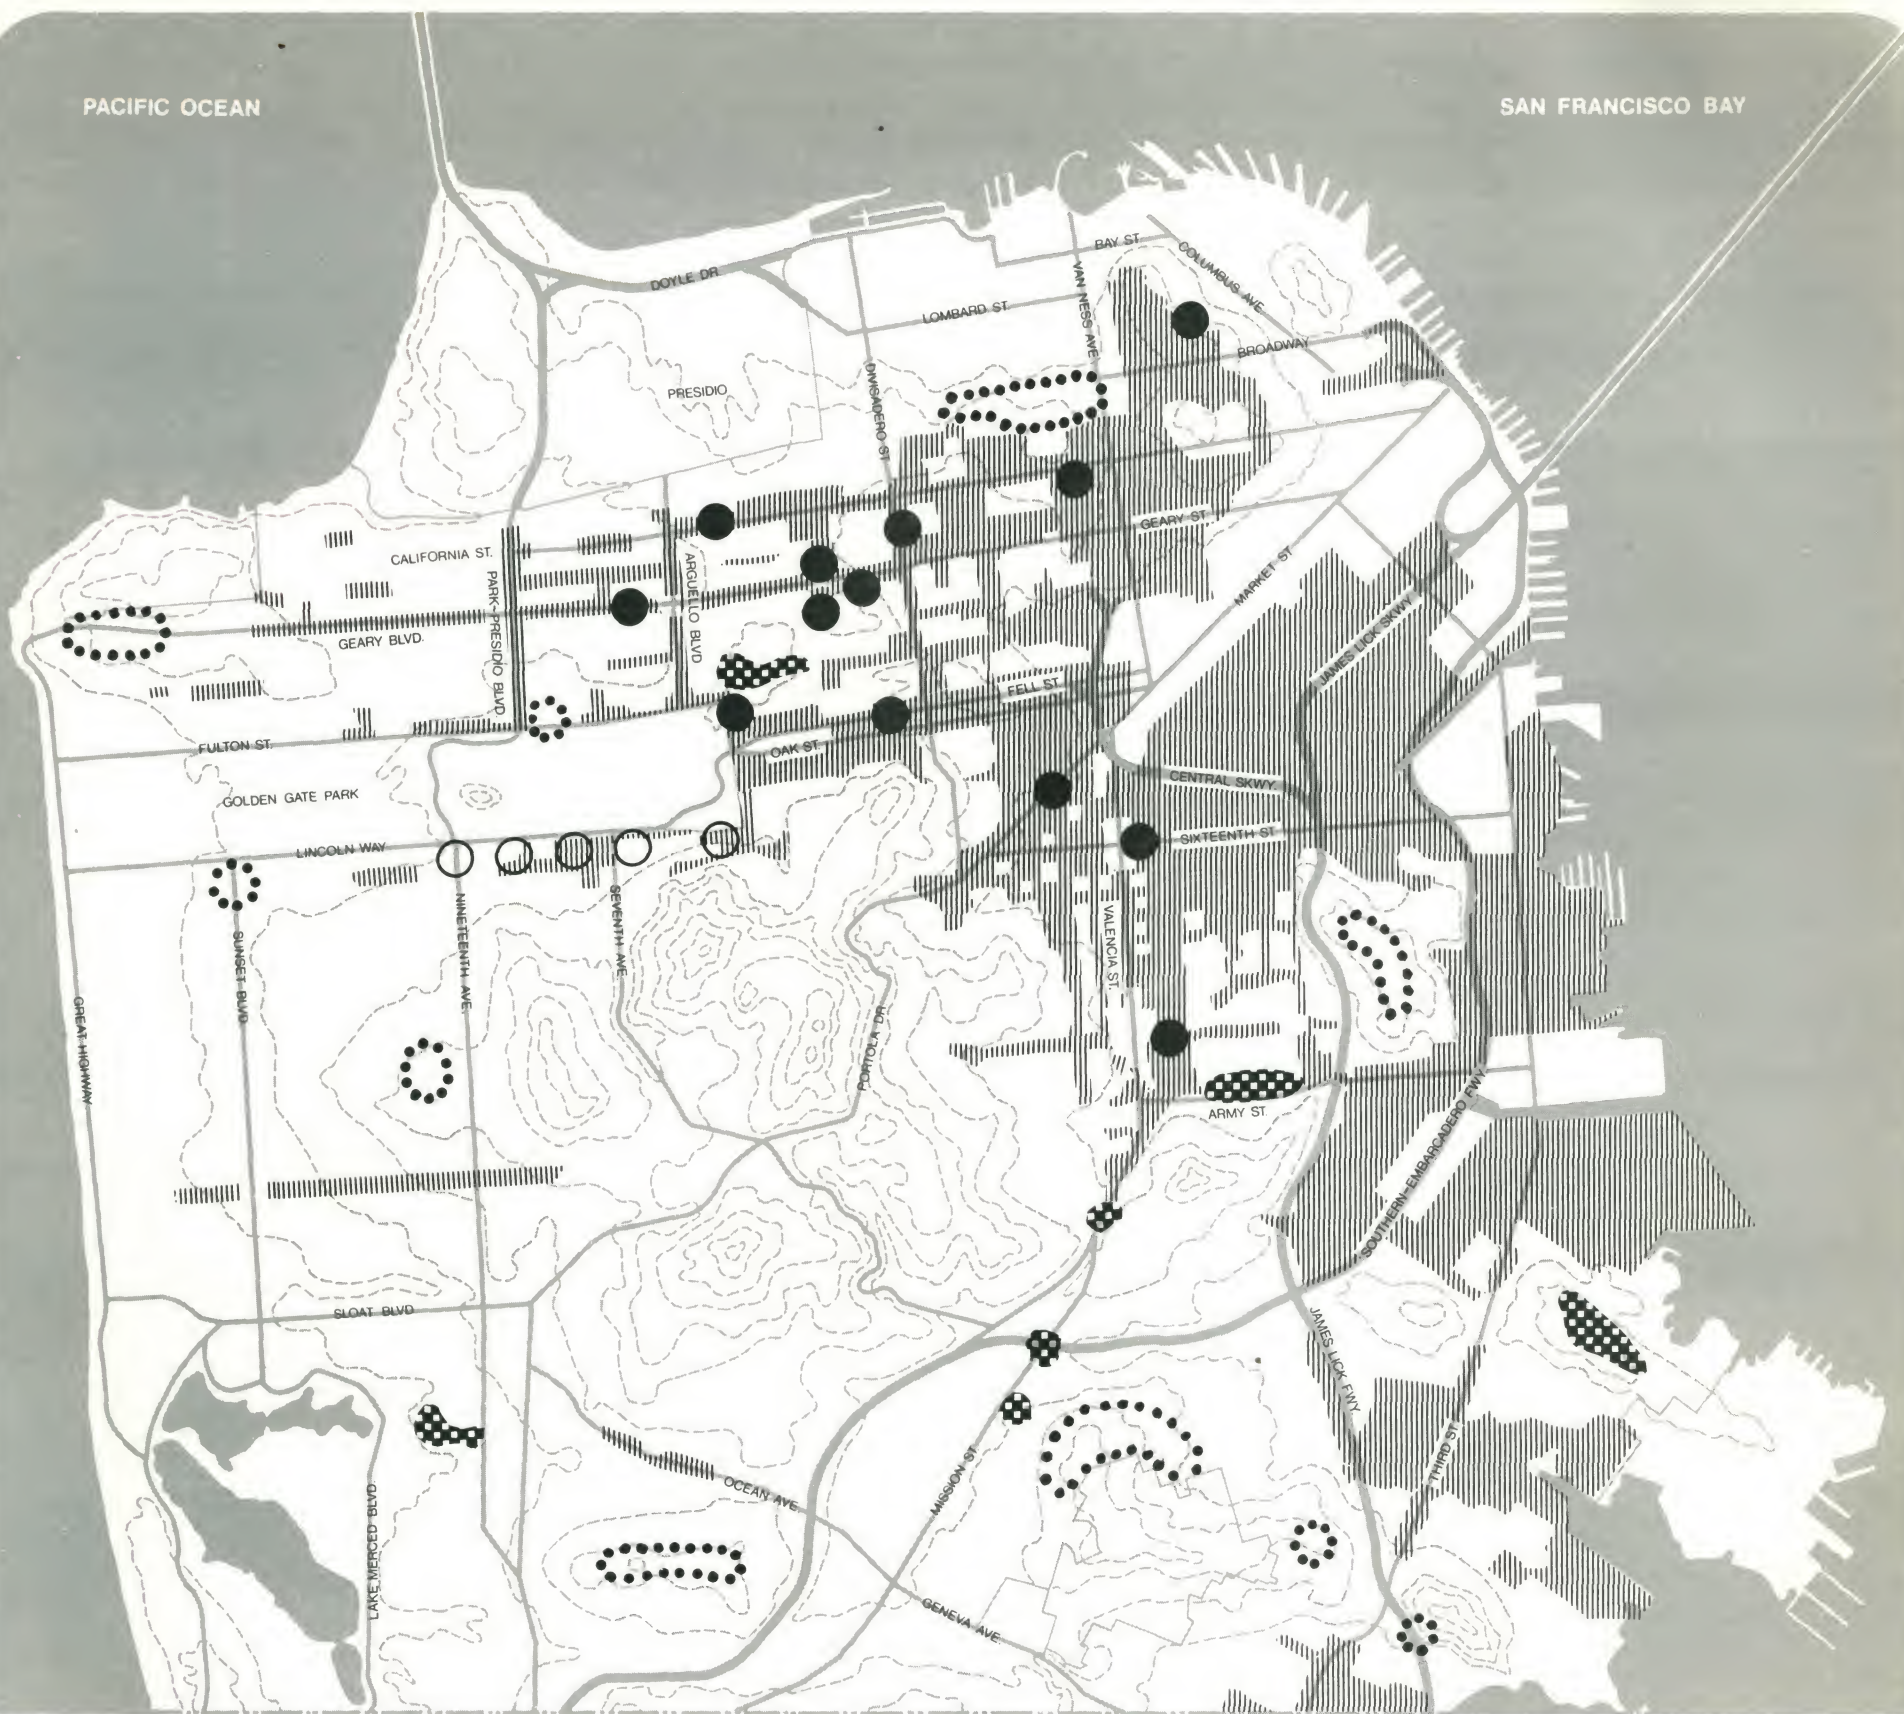 PACIFIC OCEAN
SAN FRANCISCO BAY
BAY ST.
COLUMBUS AVE
VAN NESS AVE.
DOYLE DR.
LOMBARD ST.
BROADWAY
DIVISADERO ST.
PRESIDIO
GEARY ST.
CALIFORNIA ST.
PARK-PRESIDIO BLVD.
ARGUELLO BLVD
MARKET ST
JAMES LICK SKWY
GEARY BLVD.
FELL ST.
FULTON ST.
OAK ST.
CENTRAL SKWY.
GOLDEN GATE PARK
SIXTEENTH ST
LINCOLN WAY
NINETEENTH AVE.
SEVENTH AVE.
VALENCIA ST.
SUNSET BLVD
GREAT HIGHWAY
PORTOLA DR.
ARMY ST.
SOUTHERN-EMBARCADERO FWY.
SLOAT BLVD
JAMES LICK FWY.
THIRD ST.
MISSION ST
OCEAN AVE.
LAKE MERCED BLVD.
GENEVA AVE.